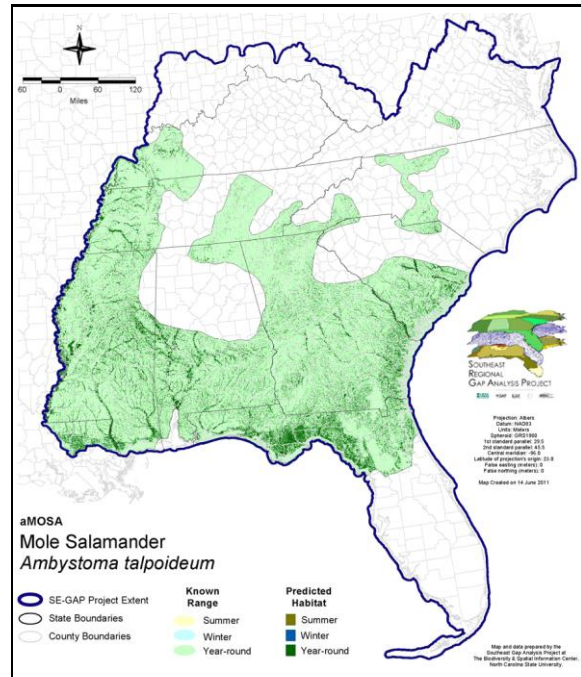 N
60 0 60 120
Miles
SOUTHEAST
REGIONAL
GAP ANALYSIS PROJECT
Projection: Albers
Datum: NAD83
Units: Meters
Spheroid: GRS1980
1st standard parallel: 29.5
2nd standard parallel: 45.5
Central meridian: -96.0
Latitude of projection's origin: 23.0
False easting (meters): 0
False northing (meters): 0
Map Created on 14 June 2011
aMOSA
Mole Salamander
Ambystoma talpoideum
SE-GAP Project Extent
State Boundaries
County Boundaries
Known
Range
Summer
Winter
Year-round
Predicted
Habitat
Summer
Winter
Year-round
Map and data prepared by the
Southeast Gap Analysis Project at
The Biodiversity & Spatial Information Center,
North Carolina State University.